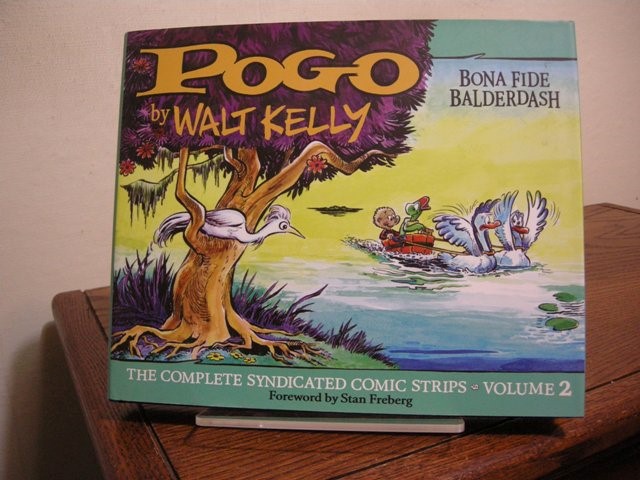 POGO
by WALT KELLY
BONA FIDE
BALDERDASH
THE COMPLETE SYNDICATED COMIC STRIPS - VOLUME 2
Foreword by Stan Freberg